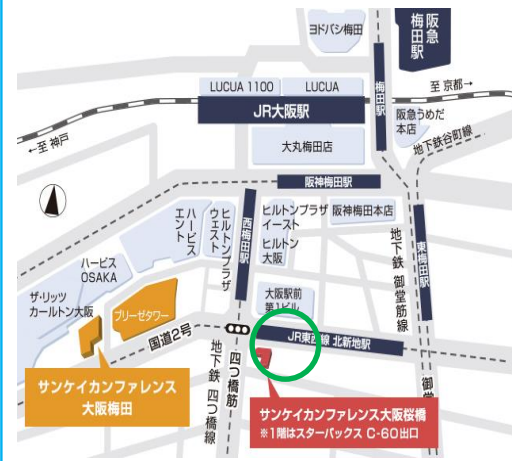 ヨドバシ梅田
阪急
梅田駅
LUCUA 1100
LUCUA
梅田駅
至 京都→
JR大阪駅
阪急うめだ
本店
←至 神戸
大丸梅田店
地下鉄谷町線
阪神梅田駅
西梅田駅
ハービス
エント
ヒルトンプラザ
ウェスト
ヒルトンプラザ
イースト
ヒルトン
大阪
阪神梅田本店
地下鉄 御堂筋線
東梅田駅
ハービス
OSAKA
ザ・リッツ
カールトン大阪
ブリーゼタワー
大阪駅前
第1ビル
国道2号
JR東西線 北新地駅
サンケイカンファレンス
大阪梅田
地下鉄 四つ橋線
四つ橋筋
御堂
サンケイカンファレンス大阪桜橋
※1階はスターバックス C-60出口